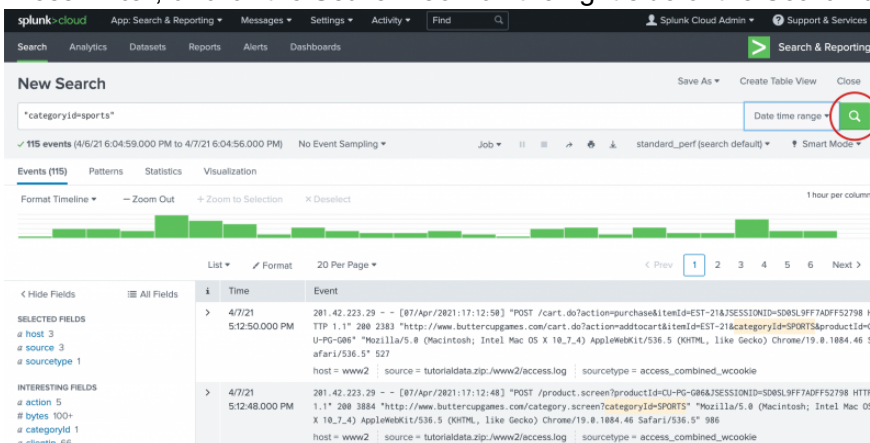 splunk>cloud App: Search & Reporting ▾ Messages ▾ Settings ▾ Activity ▾ Find Splunk Cloud Admin ▾ Support & Services
Search Analytics Datasets Reports Alerts Dashboards Search & Reporting
New Search Save As ▾ Create Table View Close
"categoryid=sports" Date time range ▾
✓ 115 events (4/6/21 6:04:59.000 PM to 4/7/21 6:04:56.000 PM) No Event Sampling ▾ Job ▾ standard_perf (search default) ▾ Smart Mode ▾
Events (115) Patterns Statistics Visualization
Format Timeline ▾ – Zoom Out + Zoom to Selection × Deselect 1 hour per column
List ▾ Format 20 Per Page ▾ < Prev 1 2 3 4 5 6 Next >
< Hide Fields All Fields i Time Event
SELECTED FIELDS
a host 3
a source 3
a sourcetype 1
INTERESTING FIELDS
a action 5
# bytes 100+
a categoryId 1
a clientip 66
> 4/7/21
5:12:50.000 PM
201.42.223.29 - - [07/Apr/2021:17:12:50] "POST /cart.do?action=purchase&itemId=EST-21&JSESSIONID=SD0SL9FF7ADFF52798 H
TTP 1.1" 200 2383 "http://www.buttercupgames.com/cart.do?action=addtocart&itemId=EST-21&categoryId=SPORTS&productId=C
U-PG-G06" "Mozilla/5.0 (Macintosh; Intel Mac OS X 10_7_4) AppleWebKit/536.5 (KHTML, like Gecko) Chrome/19.0.1084.46 S
afari/536.5" 527
host = www2 source = tutorialdata.zip:/www2/access.log sourcetype = access_combined_wcookie
> 4/7/21
5:12:48.000 PM
201.42.223.29 - - [07/Apr/2021:17:12:48] "POST /product.screen?productId=CU-PG-G06&JSESSIONID=SD0SL9FF7ADFF52798 HTTP
1.1" 200 3884 "http://www.buttercupgames.com/category.screen?categoryId=SPORTS" "Mozilla/5.0 (Macintosh; Intel Mac OS
X 10_7_4) AppleWebKit/536.5 (KHTML, like Gecko) Chrome/19.0.1084.46 Safari/536.5" 986
host = www2 source = tutorialdata.zip:/www2/access.log sourcetype = access_combined_wcookie